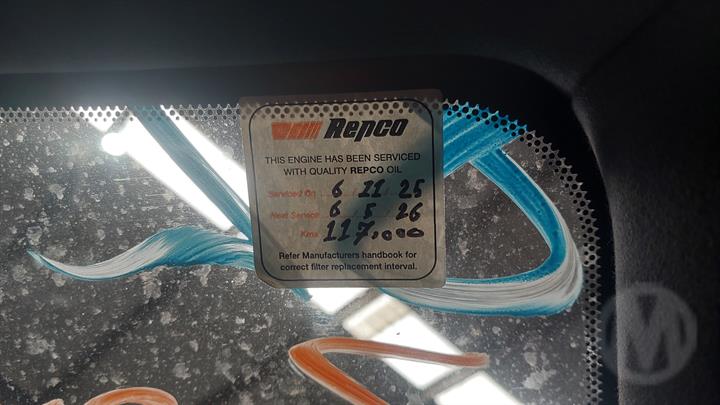 Repco
THIS ENGINE HAS BEEN SERVICED
WITH QUALITY REPCO OIL
Serviced On 6 / 11 / 25
Next Service 6 / 5 / 26
Kms 117,000
Refer Manufacturers handbook for
correct filter replacement interval.
M